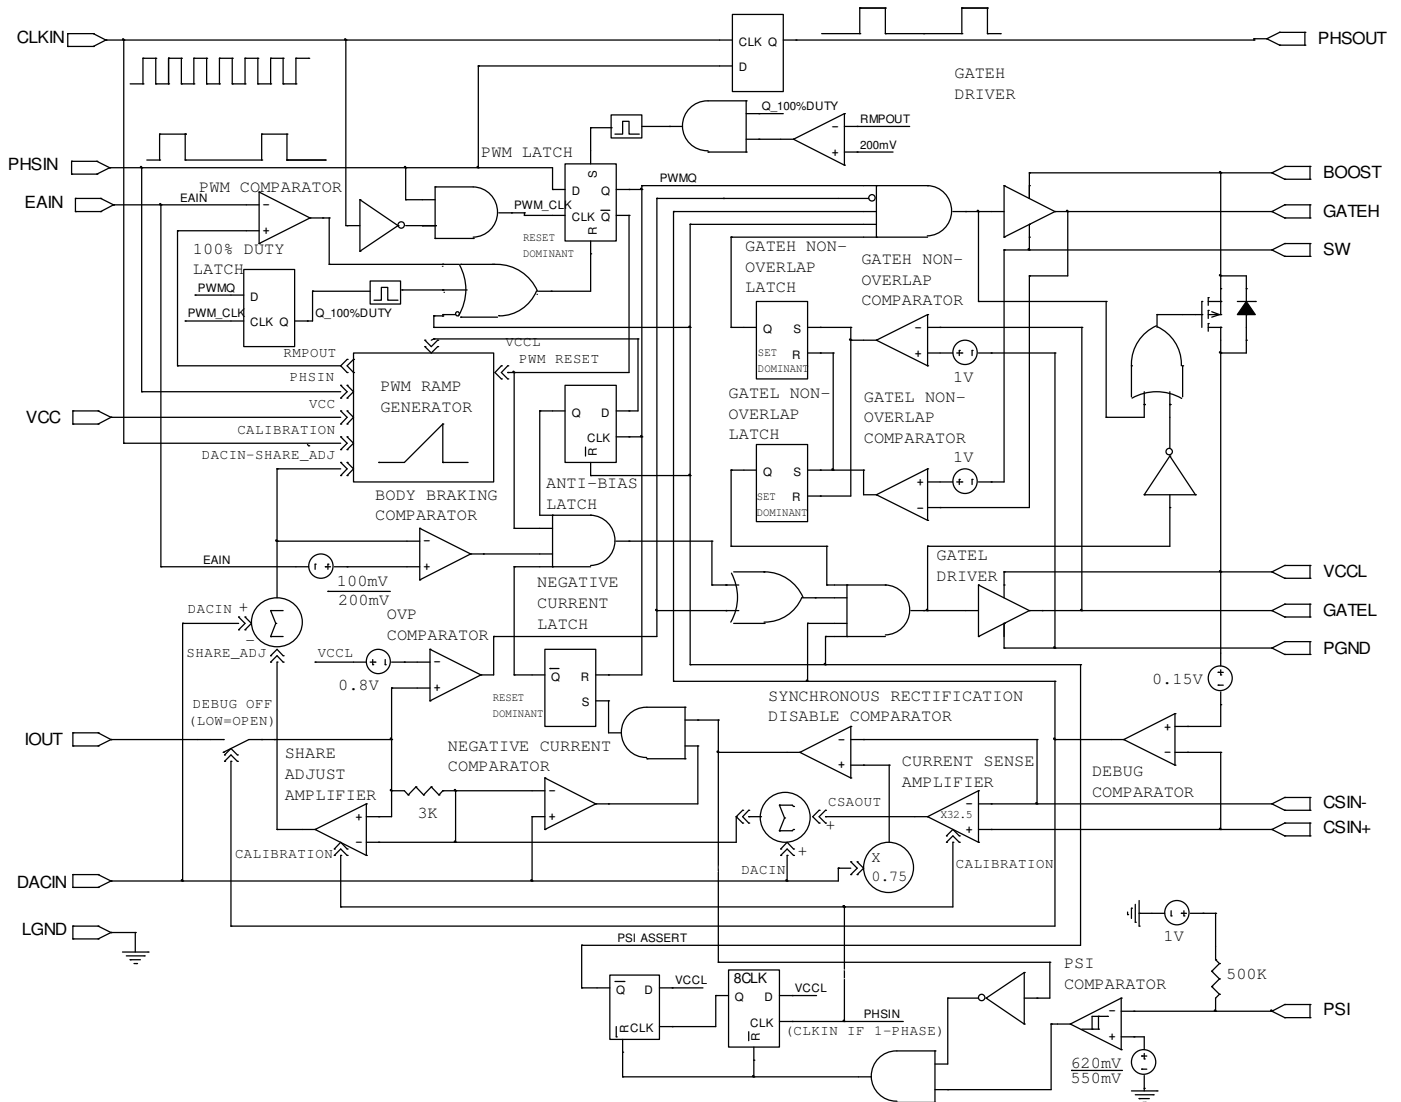 CLKIN
CLK Q
D
PHSOUT
GATEH
DRIVER
Q_100%DUTY
RMPOUT
−
+
200mV
PHSIN
PWM LATCH
S
D Q
CLK Q
R
PWMQ
BOOST
EAIN
PWM COMPARATOR
EAIN
−
+
PWM_CLK
RESET
DOMINANT
GATEH
SW
100% DUTY
LATCH
PWMQ
D
PWM_CLK
CLK Q
Q_100%DUTY
GATEH NON-
OVERLAP
LATCH
GATEH NON-
OVERLAP
COMPARATOR
Q S
R
SET
DOMINANT
−
+
+ -
1V
RMPOUT
VCCL
PWM RESET
PHSIN
VCC
VCC
CALIBRATION
DACIN-SHARE_ADJ
PWM RAMP
GENERATOR
Q D
CLK
R
ANTI-BIAS
LATCH
GATEL NON-
OVERLAP
LATCH
GATEL NON-
OVERLAP
COMPARATOR
1V
Q S
R
SET
DOMINANT
+
−
+ -
BODY BRAKING
COMPARATOR
−
+
EAIN
- +
100mV
200mV
NEGATIVE
CURRENT
LATCH
GATEL
DRIVER
VCCL
GATEL
PGND
DACIN +
−
Σ
SHARE_ADJ
OVP
COMPARATOR
VCCL
+ -
0.8V
−
+
Q R
S
RESET
DOMINANT
0.15V
+
-
DEBUG OFF
(LOW=OPEN)
IOUT
SHARE
ADJUST
AMPLIFIER
NEGATIVE CURRENT
COMPARATOR
SYNCHRONOUS RECTIFICATION
DISABLE COMPARATOR
−
+
CURRENT SENSE
AMPLIFIER
+
−
DEBUG
COMPARATOR
3K
−
+
+
−
Σ
CSAOUT
+
+
X32.5
−
+
CSIN-
CSIN+
CALIBRATION
DACIN
X
0.75
CALIBRATION
DACIN
LGND
- +
1V
PSI ASSERT
Q D
VCCL
R CLK
8CLK
Q D
VCCL
CLK
R
PHSIN
(CLKIN IF 1-PHASE)
PSI
COMPARATOR
500K
−
+
PSI
620mV
550mV
+
-